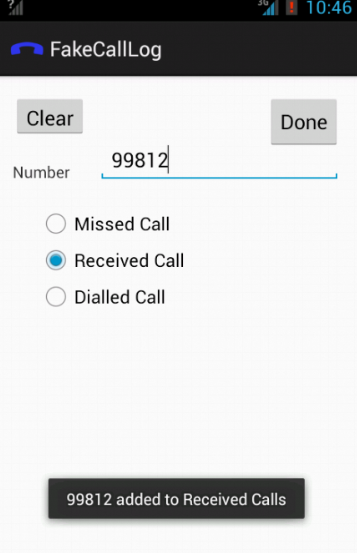 ?
3G
10:46
FakeCallLog
Clear
Done
Number
99812
Missed Call
Received Call
Dialled Call
99812 added to Received Calls